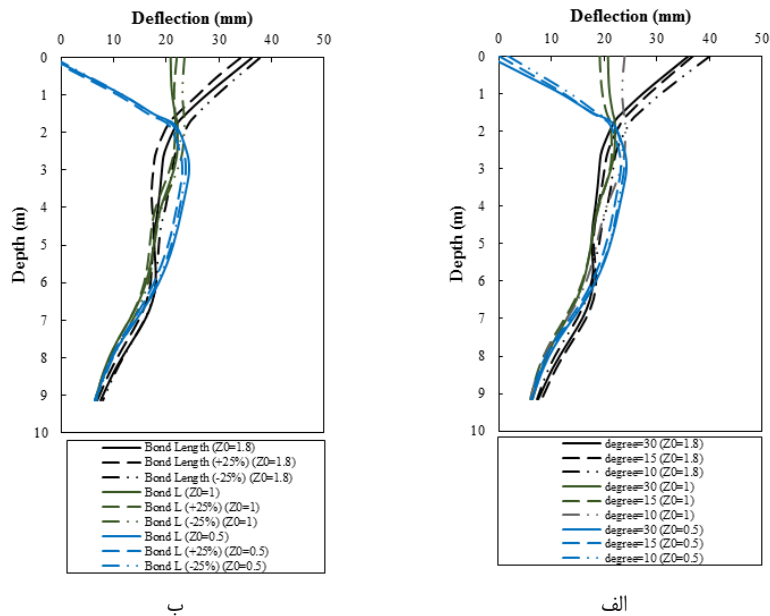 Deflection (mm)
0 10 20 30 40 50
Depth (m)
0
1
2
3
4
5
6
7
8
9
10
Bond Length (Z0=1.8)
Bond Length (+25%) (Z0=1.8)
Bond Length (-25%) (Z0=1.8)
Bond L (Z0=1)
Bond L (+25%) (Z0=1)
Bond L (-25%) (Z0=1)
Bond L (Z0=0.5)
Bond L (+25%) (Z0=0.5)
Bond L (-25%) (Z0=0.5)
ب
Deflection (mm)
0 10 20 30 40 50
Depth (m)
0
1
2
3
4
5
6
7
8
9
10
degree=30 (Z0=1.8)
degree=15 (Z0=1.8)
degree=10 (Z0=1.8)
degree=30 (Z0=1)
degree=15 (Z0=1)
degree=10 (Z0=1)
degree=30 (Z0=0.5)
degree=15 (Z0=0.5)
degree=10 (Z0=0.5)
الف